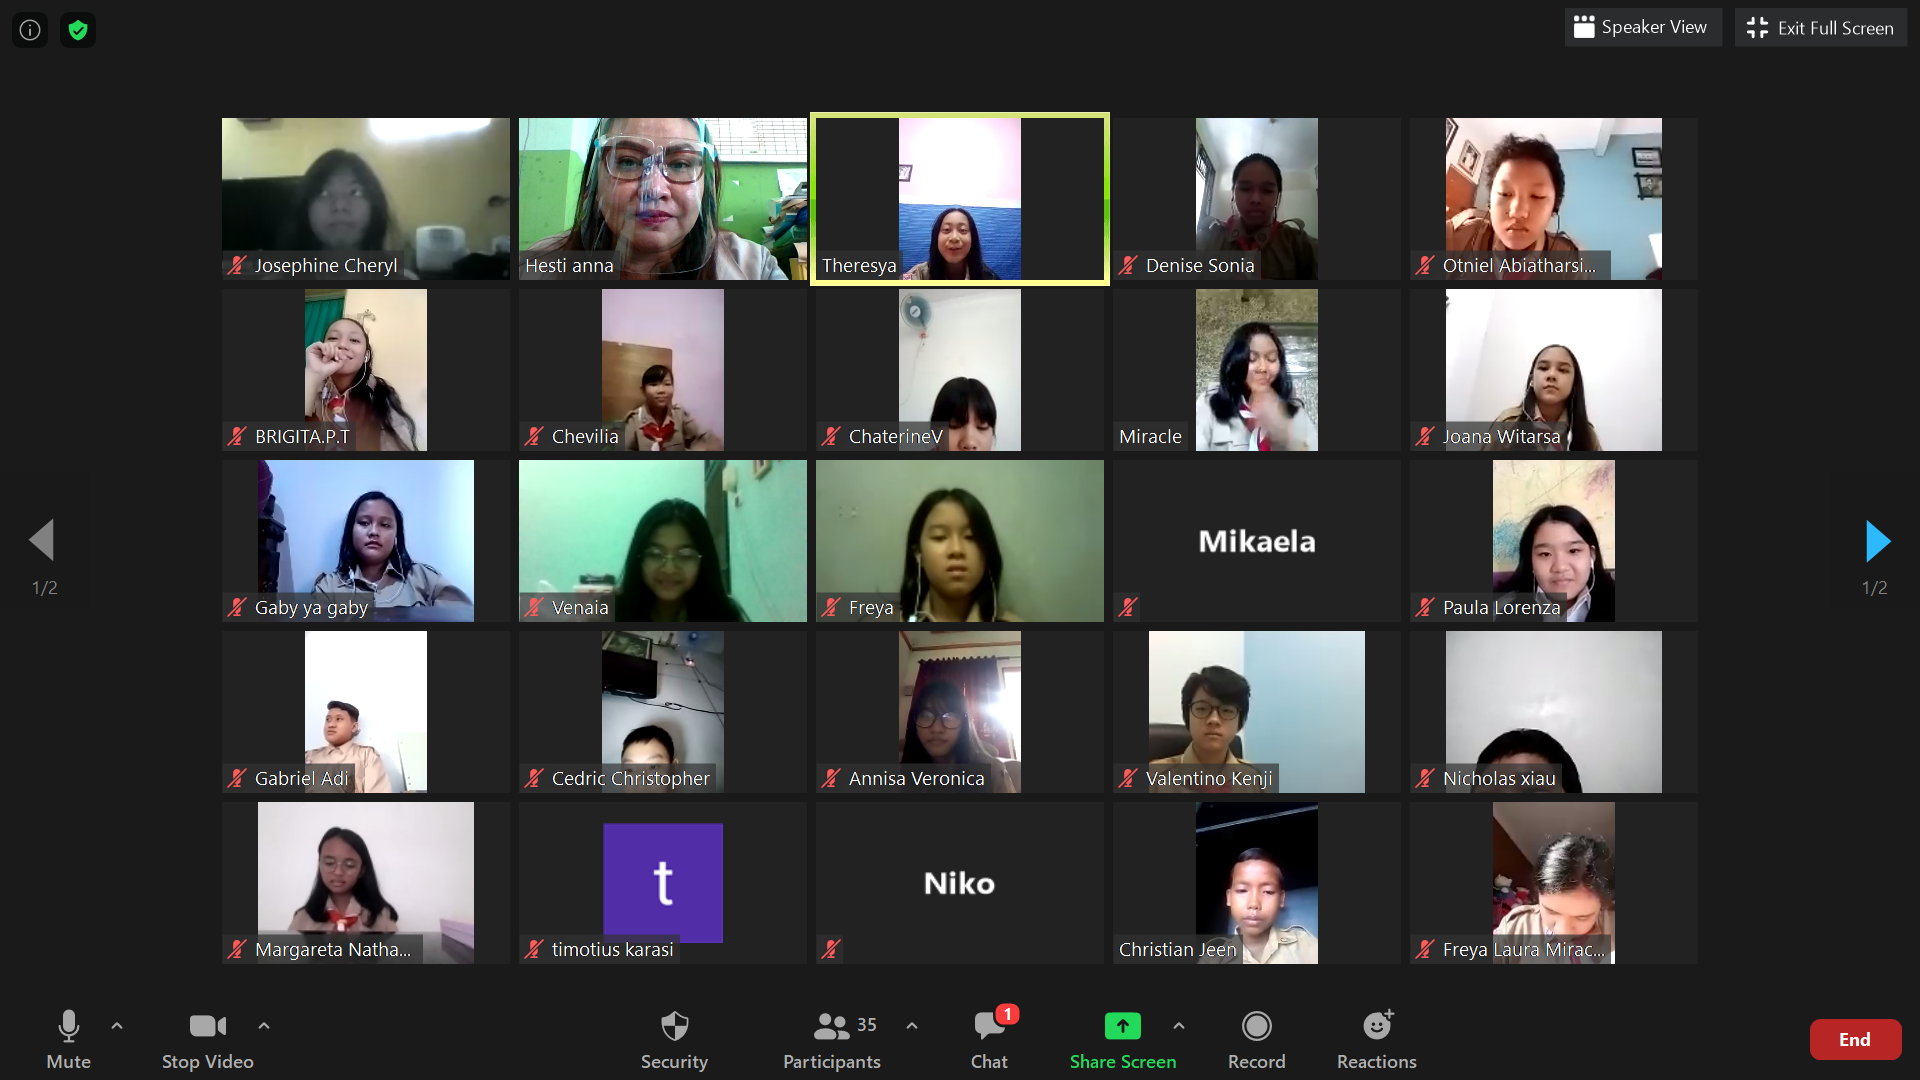 Speaker View
Exit Full Screen
Josephine Cheryl
Hesti anna
Theresya
Denise Sonia
Otniel Abiatharsi...
BRIGITA.P.T
Chevilia
ChaterineV
Miracle
Joana Witarsa
Gaby ya gaby
Venaia
Freya
Mikaela
Paula Lorenza
1/2
1/2
Gabriel Adi
Cedric Christopher
Annisa Veronica
Valentino Kenji
Nicholas xiau
Margareta Natha...
t
timotius karasi
Niko
Christian Jeen
Freya Laura Mirac...
Mute
Stop Video
Security
35
Participants
1
Chat
Share Screen
Record
Reactions
End